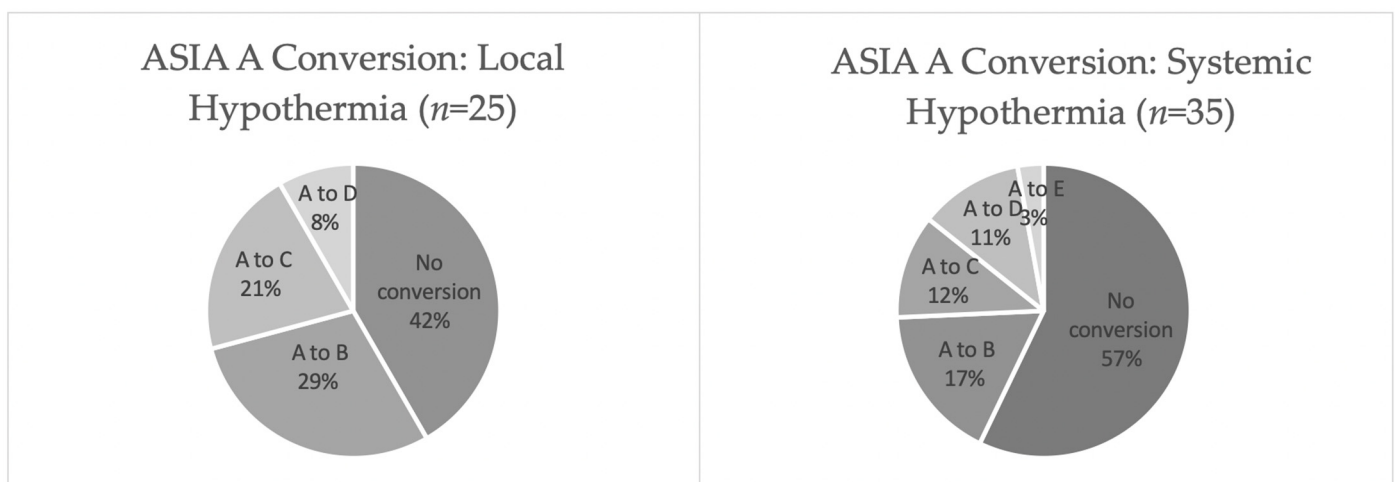 ASIA A Conversion: Local
Hypothermia (n=25)
A to D
8%
A to C
21%
No
conversion
42%
A to B
29%
ASIA A Conversion: Systemic
Hypothermia (n=35)
A to E
3%
A to D
11%
A to C
12%
No
conversion
57%
A to B
17%